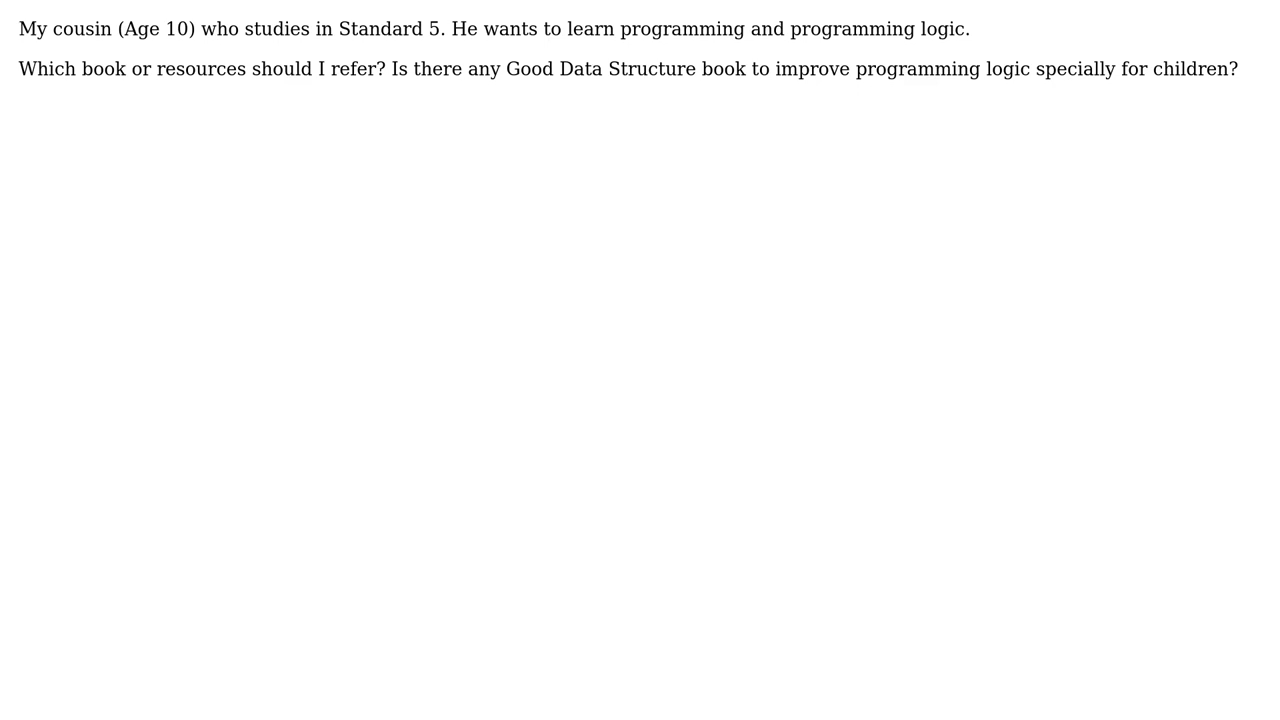 My cousin (Age 10) who studies in Standard 5. He wants to learn programming and programming logic.
Which book or resources should I refer? Is there any Good Data Structure book to improve programming logic specially for children?